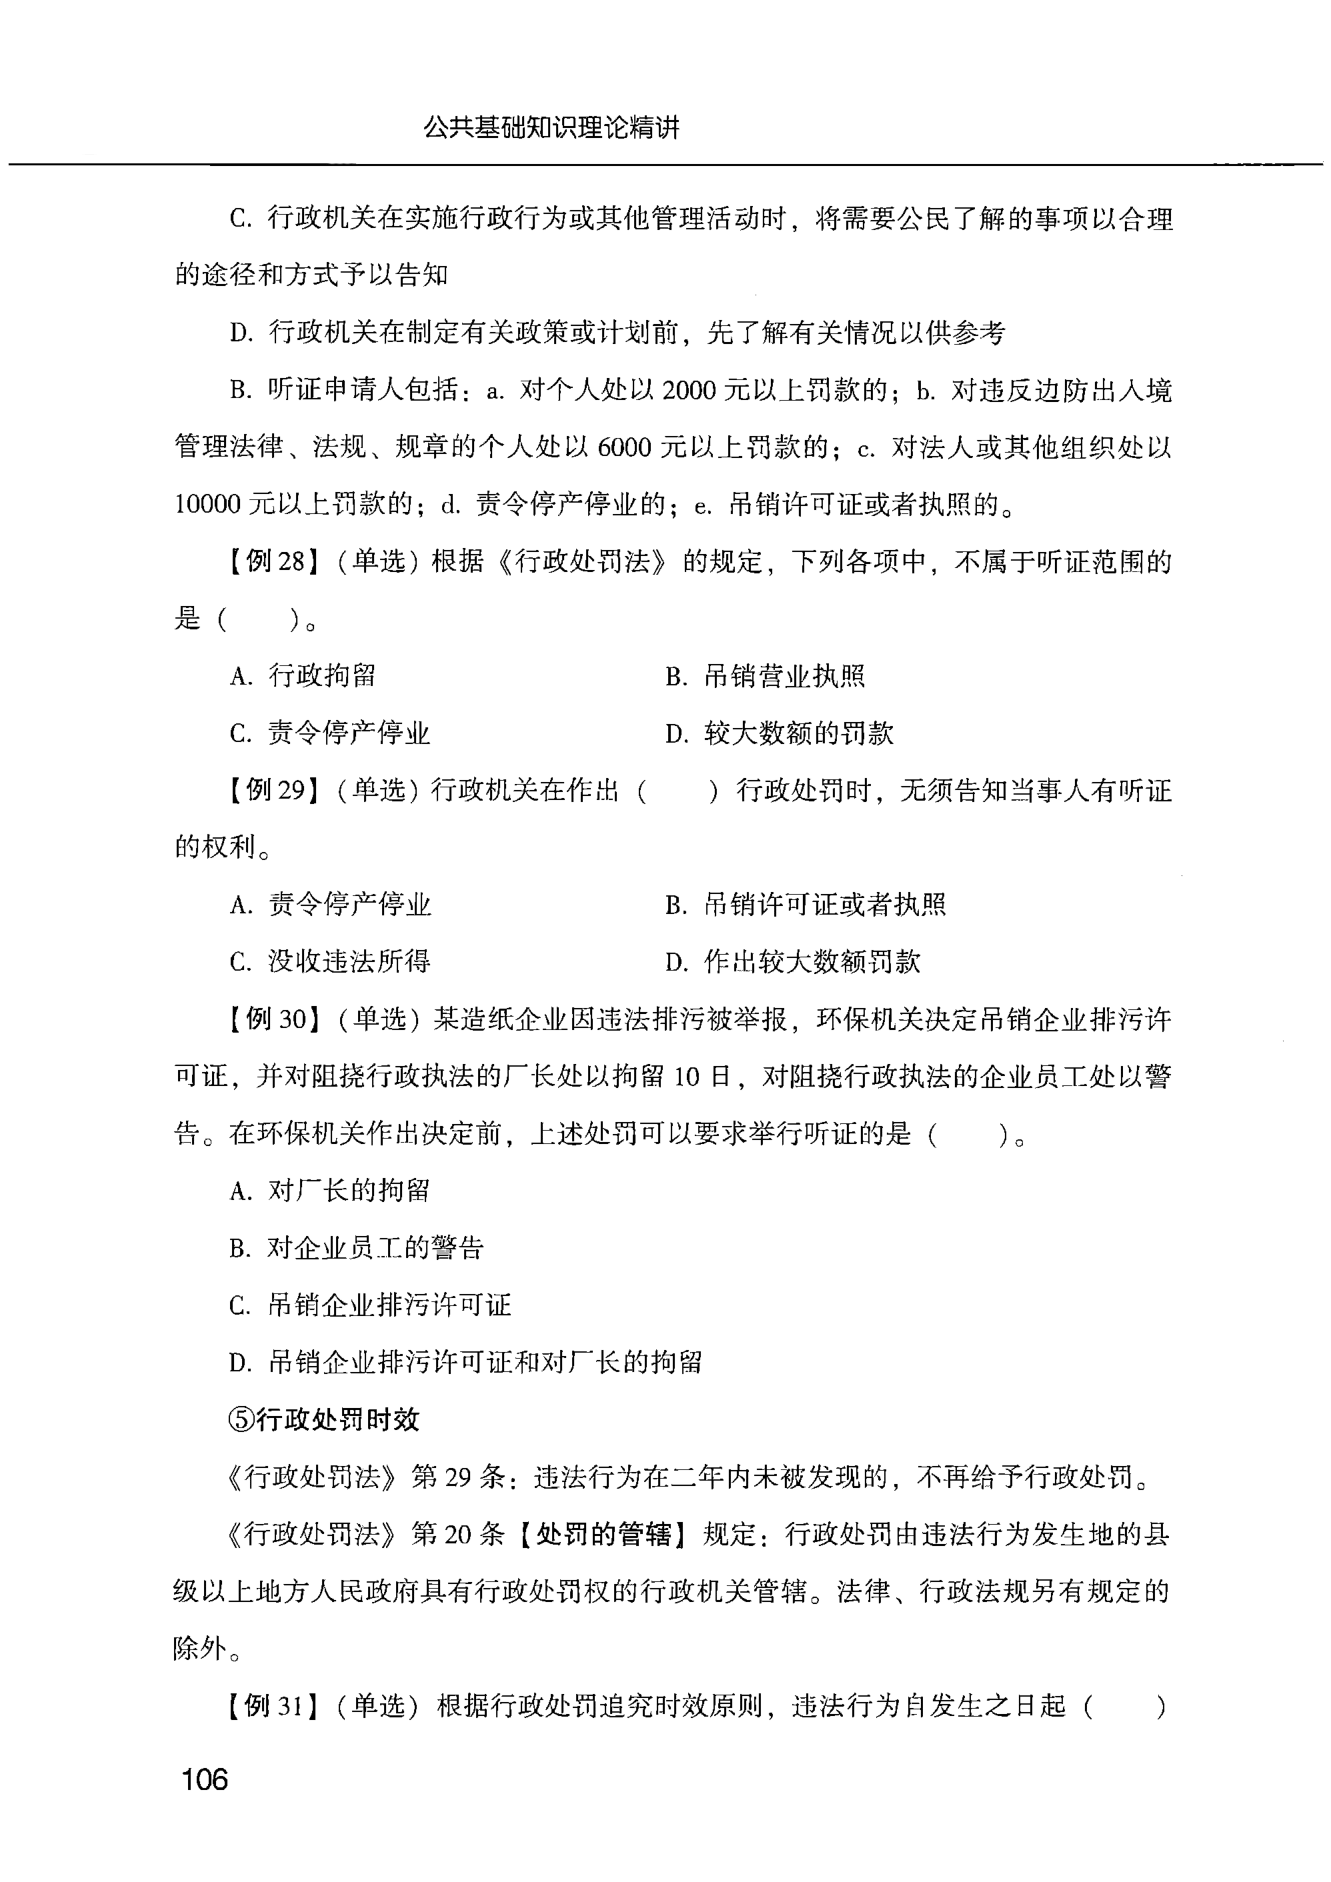 公共基础知识理论精讲
C. 行政机关在实施行政行为或其他管理活动时，将需要公民了解的事项以合理
的途径和方式予以告知
D. 行政机关在制定有关政策或计划前，先了解有关情况以供参考
B. 听证申请人包括：a. 对个人处以 2000 元以上罚款的；b. 对违反边防出入境
管理法律、法规、规章的个人处以 6000 元以上罚款的；c. 对法人或其他组织处以
10000 元以上罚款的；d. 责令停产停业的；e. 吊销许可证或者执照的。
【例 28】（单选）根据《行政处罚法》的规定，下列各项中，不属于听证范围的
是（　　）。
A. 行政拘留　　B. 吊销营业执照
C. 责令停产停业　　D. 较大数额的罚款
【例 29】（单选）行政机关在作出（　　）行政处罚时，无须告知当事人有听证
的权利。
A. 责令停产停业　　B. 吊销许可证或者执照
C. 没收违法所得　　D. 作出较大数额罚款
【例 30】（单选）某造纸企业因违法排污被举报，环保机关决定吊销企业排污许
可证，并对阻挠行政执法的厂长处以拘留 10 日，对阻挠行政执法的企业员工处以警
告。在环保机关作出决定前，上述处罚可以要求举行听证的是（　　）。
A. 对厂长的拘留
B. 对企业员工的警告
C. 吊销企业排污许可证
D. 吊销企业排污许可证和对厂长的拘留
⑤行政处罚时效
《行政处罚法》第 29 条：违法行为在二年内未被发现的，不再给予行政处罚。
《行政处罚法》第 20 条【处罚的管辖】规定：行政处罚由违法行为发生地的县
级以上地方人民政府具有行政处罚权的行政机关管辖。法律、行政法规另有规定的
除外。
【例 31】（单选）根据行政处罚追究时效原则，违法行为自发生之日起（　　）
106